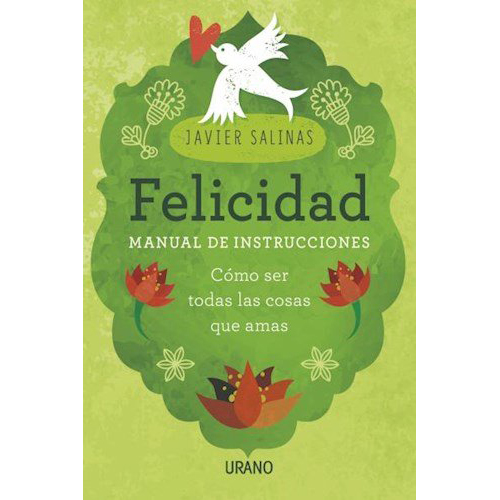 JAVIER SALINAS
Felicidad
MANUAL DE INSTRUCCIONES
Cómo ser
todas las cosas
que amas
URANO